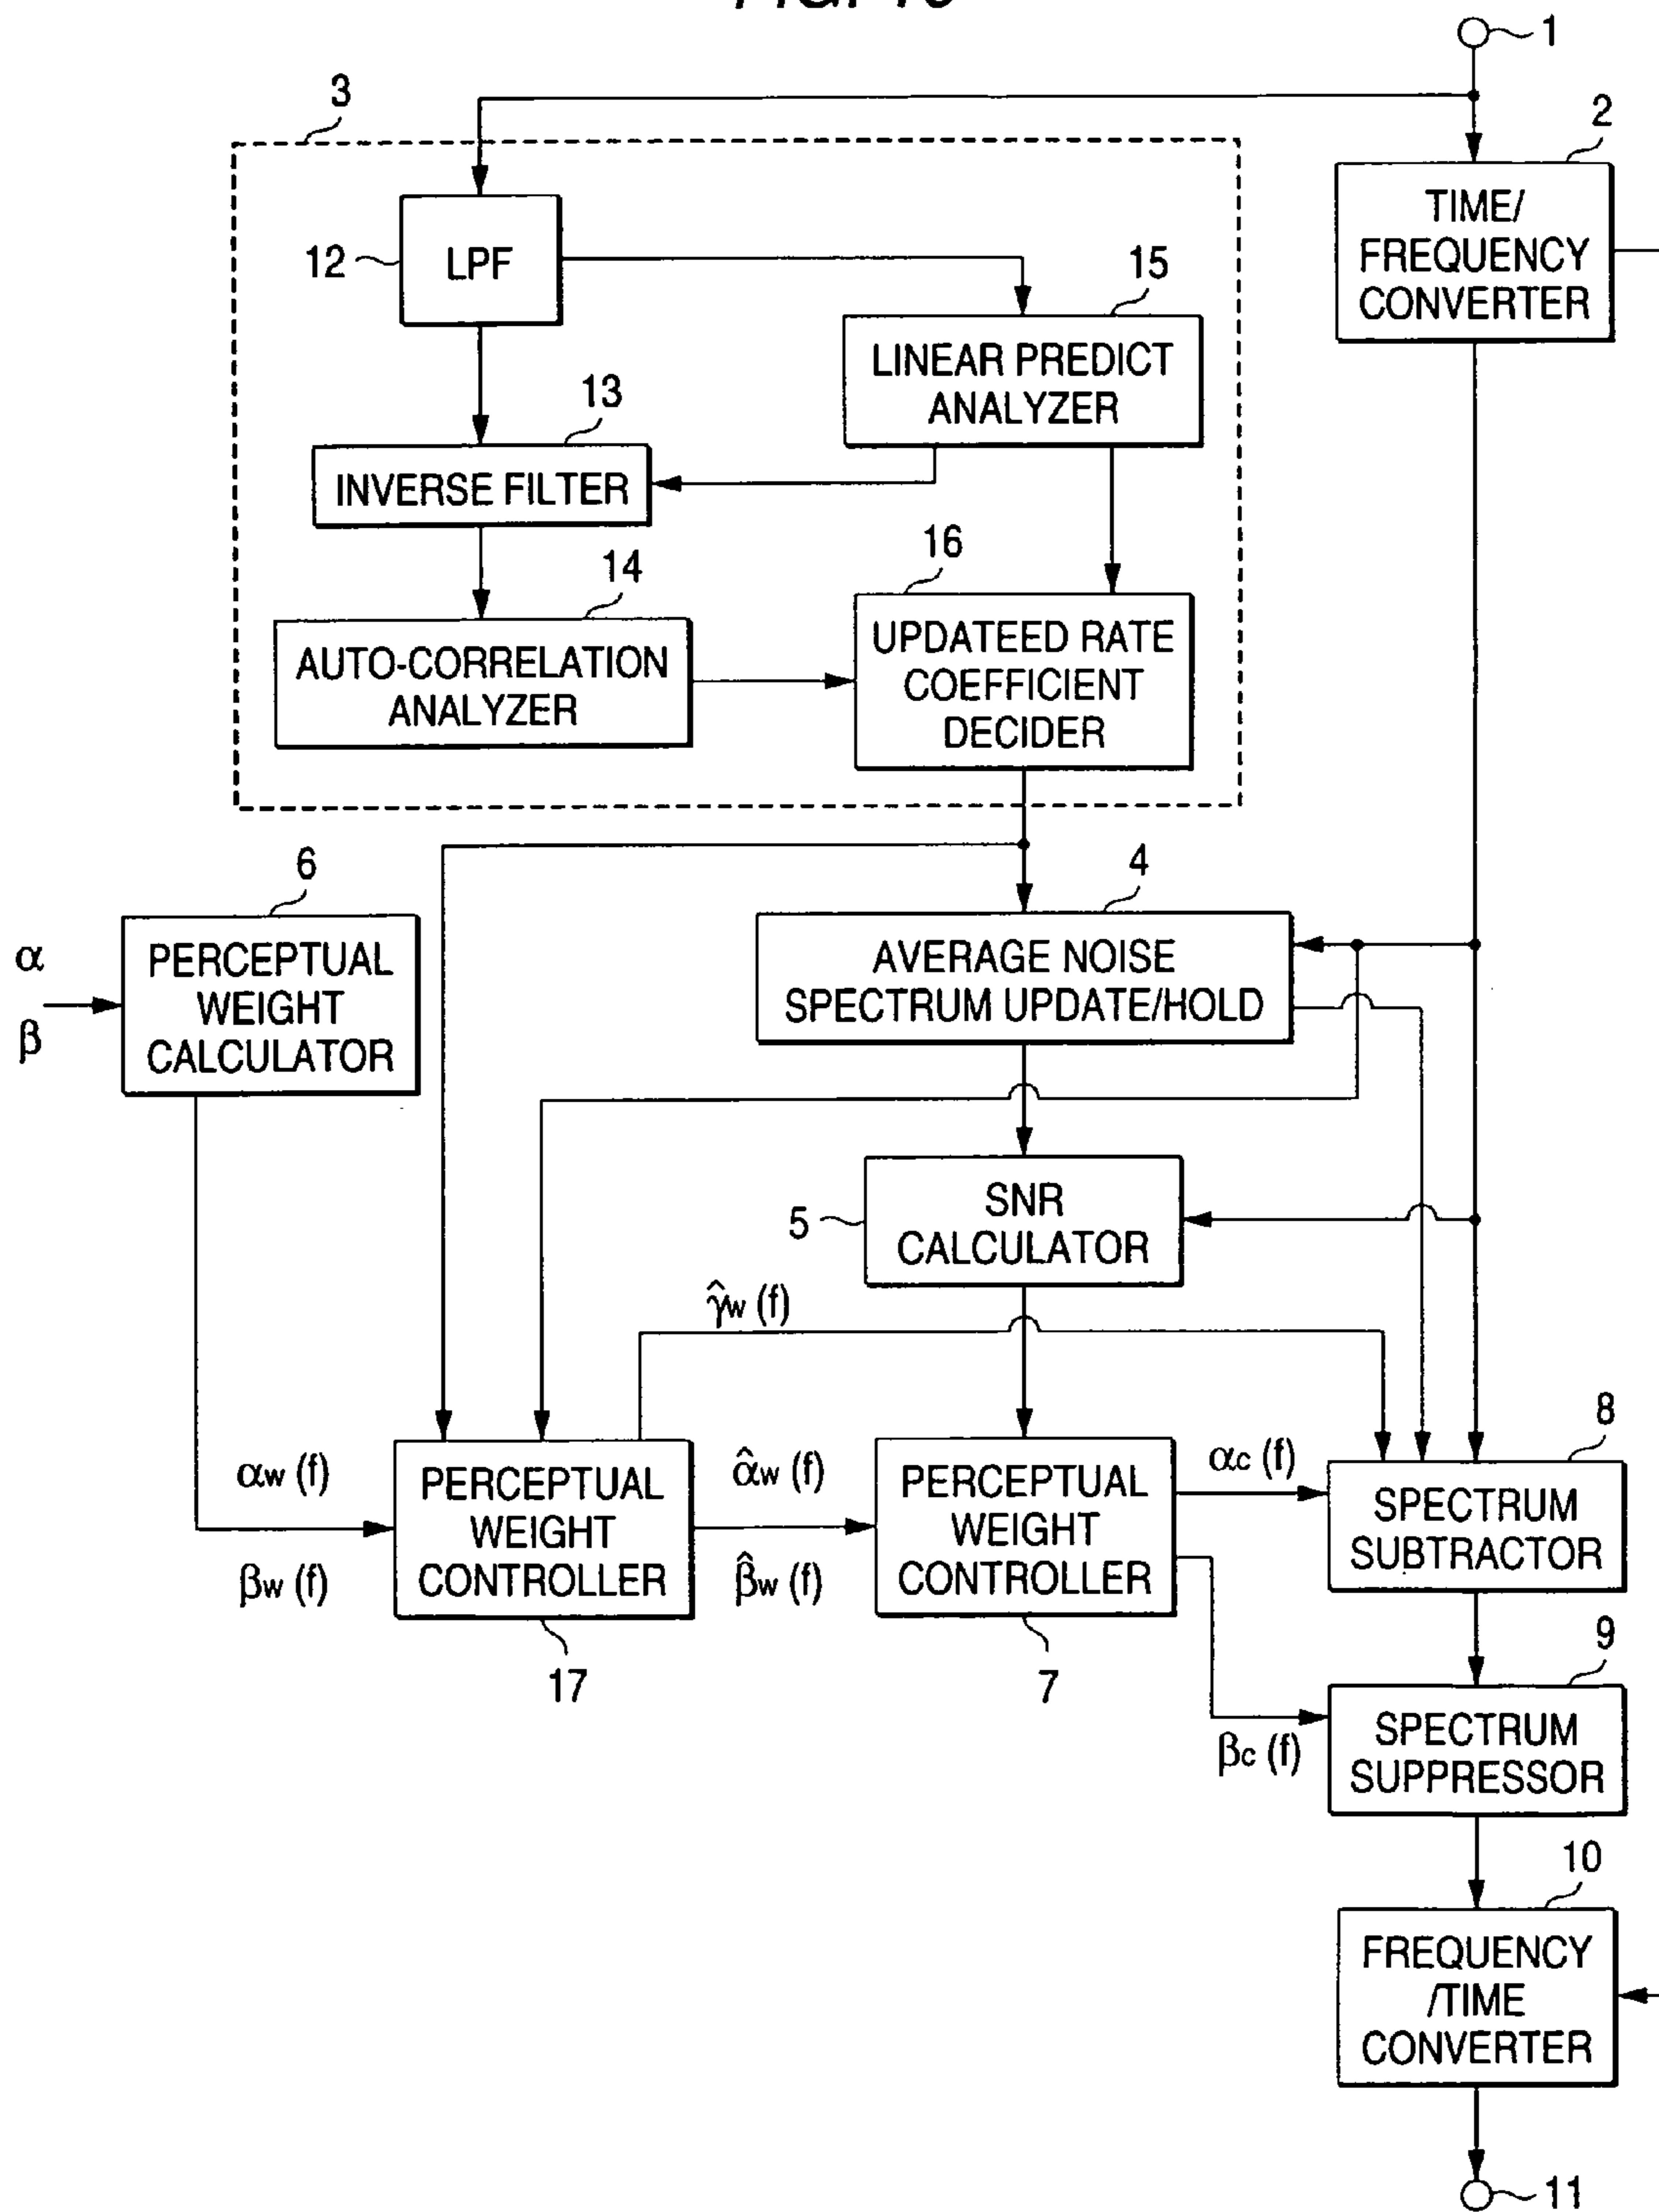 1
3
2
TIME/
FREQUENCY
CONVERTER
12
LPF
15
LINEAR PREDICT
ANALYZER
13
INVERSE FILTER
16
14
UPDATEED RATE
COEFFICIENT
DECIDER
AUTO-CORRELATION
ANALYZER
6
4
α
β
PERCEPTUAL
WEIGHT
CALCULATOR
AVERAGE NOISE
SPECTRUM UPDATE/HOLD
5
SNR
CALCULATOR
γ̂w (f)
8
αw (f)
βw (f)
PERCEPTUAL
WEIGHT
CONTROLLER
α̂w (f)
β̂w (f)
PERCEPTUAL
WEIGHT
CONTROLLER
αc (f)
SPECTRUM
SUBTRACTOR
17
7
9
βc (f)
SPECTRUM
SUPPRESSOR
10
FREQUENCY
/TIME
CONVERTER
11